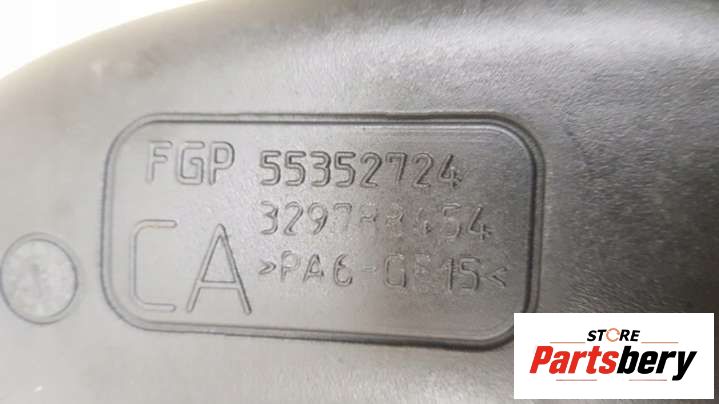 FGP 55352724
CA
>PA6-GF15<
STORE
Partsbery